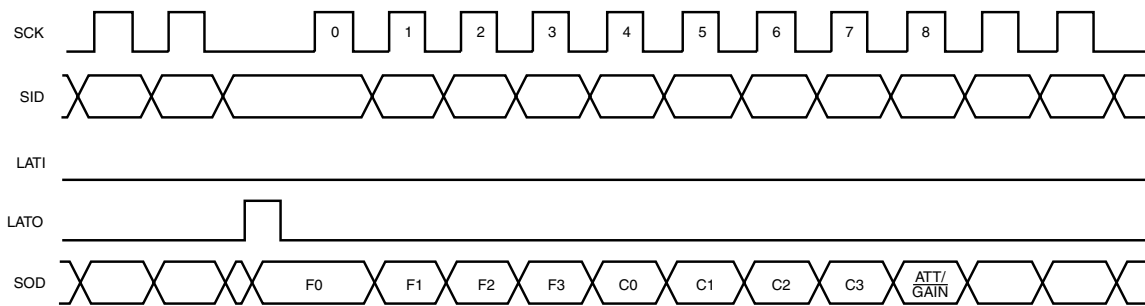 SCK 0 1 2 3 4 5 6 7 8
SID
LATI
LATO
SOD F0 F1 F2 F3 C0 C1 C2 C3 ATT/
GAIN